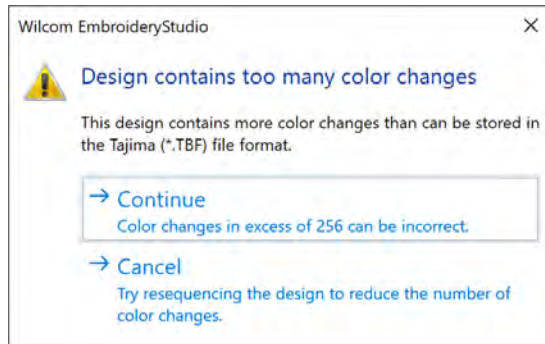 Wilcom EmbroideryStudio
Design contains too many color changes
This design contains more color changes than can be stored in
the Tajima (*.TBF) file format.
→ Continue
Color changes in excess of 256 can be incorrect.
→ Cancel
Try resequencing the design to reduce the number of
color changes.